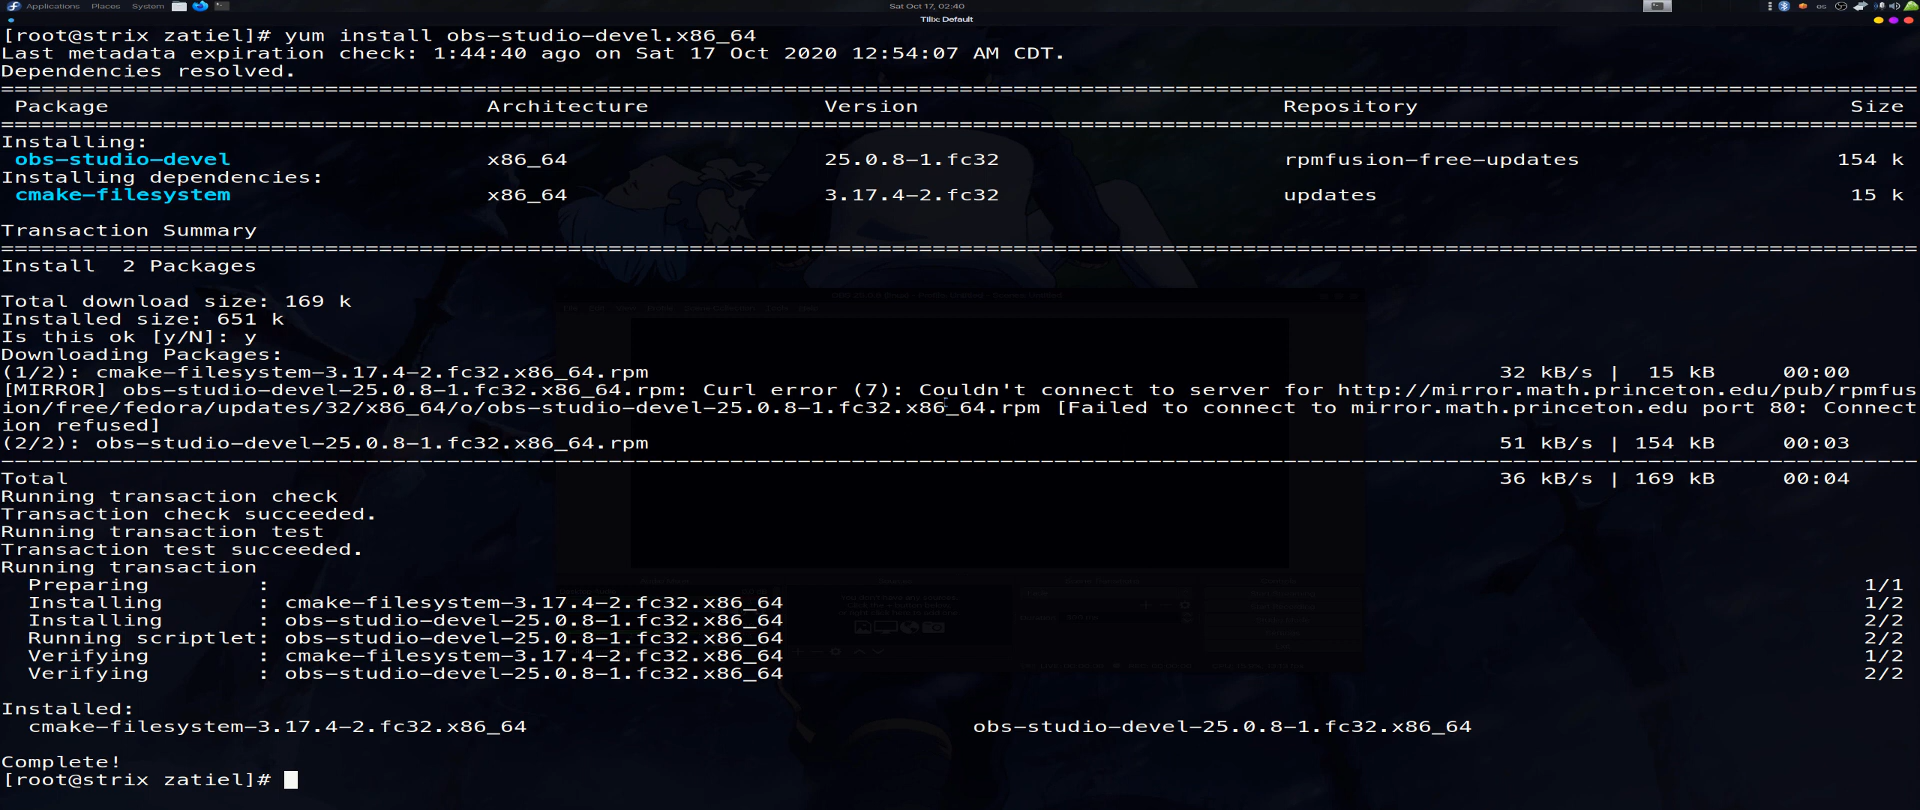 Applications Places System Sat Oct 17, 02:40 es
Tilix: Default
[root@strix zatiel]# yum install obs-studio-devel.x86_64
Last metadata expiration check: 1:44:40 ago on Sat 17 Oct 2020 12:54:07 AM CDT.
Dependencies resolved.
================================================================================
Package Architecture Version Repository Size
================================================================================
Installing:
obs-studio-devel x86_64 25.0.8-1.fc32 rpmfusion-free-updates 154 k
Installing dependencies:
cmake-filesystem x86_64 3.17.4-2.fc32 updates 15 k
Transaction Summary
================================================================================
Install 2 Packages
Total download size: 169 k
Installed size: 651 k
Is this ok [y/N]: y
Downloading Packages:
(1/2): cmake-filesystem-3.17.4-2.fc32.x86_64.rpm 32 kB/s | 15 kB 00:00
[MIRROR] obs-studio-devel-25.0.8-1.fc32.x86_64.rpm: Curl error (7): Couldn't connect to server for http://mirror.math.princeton.edu/pub/rpmfus
ion/free/fedora/updates/32/x86_64/o/obs-studio-devel-25.0.8-1.fc32.x86_64.rpm [Failed to connect to mirror.math.princeton.edu port 80: Connect
ion refused]
(2/2): obs-studio-devel-25.0.8-1.fc32.x86_64.rpm 51 kB/s | 154 kB 00:03
--------------------------------------------------------------------------------
Total 36 kB/s | 169 kB 00:04
Running transaction check
Transaction check succeeded.
Running transaction test
Transaction test succeeded.
Running transaction
Preparing : 1/1
Installing : cmake-filesystem-3.17.4-2.fc32.x86_64 1/2
Installing : obs-studio-devel-25.0.8-1.fc32.x86_64 2/2
Running scriptlet: obs-studio-devel-25.0.8-1.fc32.x86_64 2/2
Verifying : cmake-filesystem-3.17.4-2.fc32.x86_64 1/2
Verifying : obs-studio-devel-25.0.8-1.fc32.x86_64 2/2
Installed:
cmake-filesystem-3.17.4-2.fc32.x86_64 obs-studio-devel-25.0.8-1.fc32.x86_64
Complete!
[root@strix zatiel]#